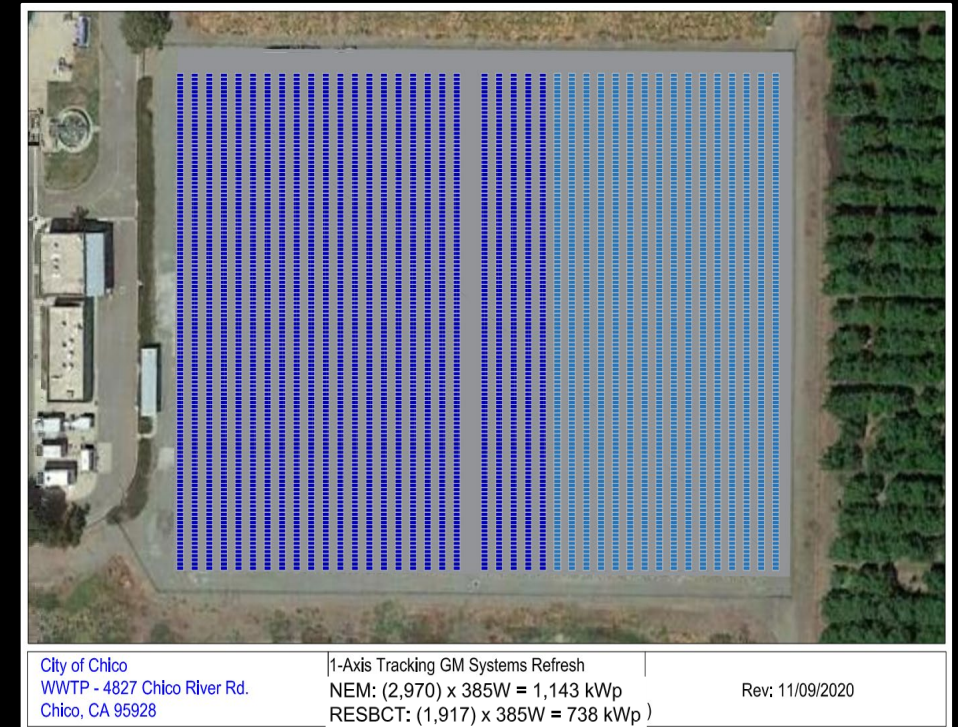 City of Chico
WWTP - 4827 Chico River Rd.
Chico, CA 95928
1-Axis Tracking GM Systems Refresh
NEM: (2,970) x 385W = 1,143 kWp
RESBCT: (1,917) x 385W = 738 kWp )
Rev: 11/09/2020